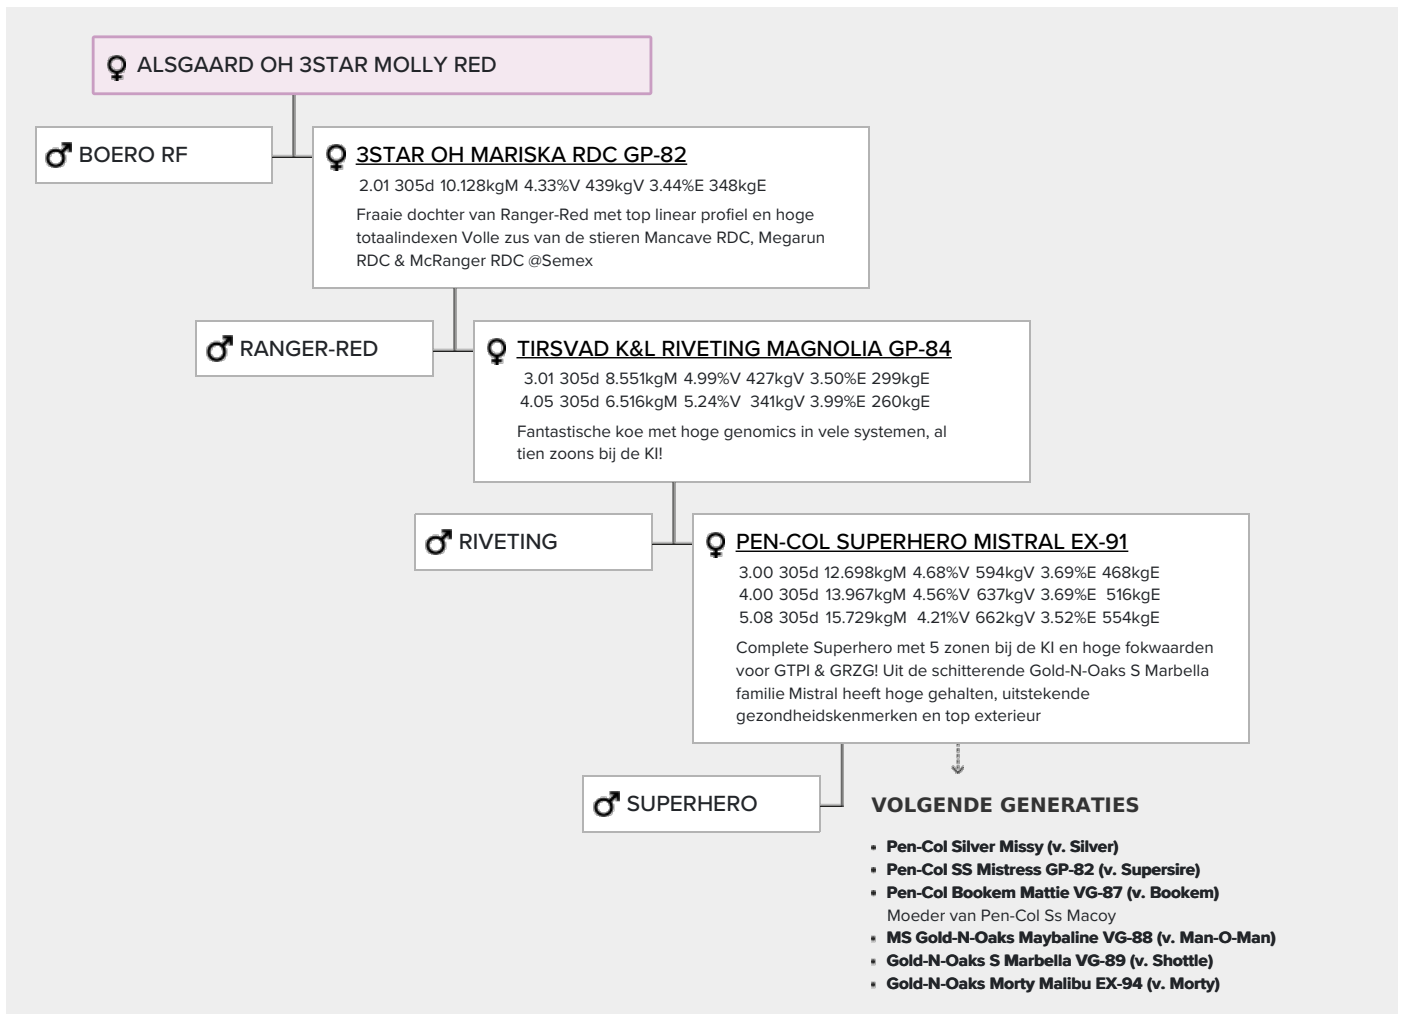 ALSGAARD OH 3STAR MOLLY RED
BOERO RF
3STAR OH MARISKA RDC GP-82
2.01 305d 10.128kgM 4.33%V 439kgV 3.44%E 348kgE
Fraaie dochter van Ranger-Red met top linear profiel en hoge
totaalindexen Volle zus van de stieren Mancave RDC, Megarun
RDC & McRanger RDC @Semex
RANGER-RED
TIRSVAD K&L RIVETING MAGNOLIA GP-84
3.01 305d 8.551kgM 4.99%V 427kgV 3.50%E 299kgE
4.05 305d 6.516kgM 5.24%V 341kgV 3.99%E 260kgE
Fantastische koe met hoge genomics in vele systemen, al
tien zoons bij de KI!
RIVETING
PEN-COL SUPERHERO MISTRAL EX-91
3.00 305d 12.698kgM 4.68%V 594kgV 3.69%E 468kgE
4.00 305d 13.967kgM 4.56%V 637kgV 3.69%E 516kgE
5.08 305d 15.729kgM 4.21%V 662kgV 3.52%E 554kgE
Complete Superhero met 5 zonen bij de KI en hoge fokwaarden
voor GTPI & GRZG! Uit de schitterende Gold-N-Oaks S Marbella
familie Mistral heeft hoge gehalten, uitstekende
gezondheidskenmerken en top exterieur
SUPERHERO
VOLGENDE GENERATIES
▪ Pen-Col Silver Missy (v. Silver)
▪ Pen-Col SS Mistress GP-82 (v. Supersire)
▪ Pen-Col Bookem Mattie VG-87 (v. Bookem)
Moeder van Pen-Col Ss Macoy
▪ MS Gold-N-Oaks Maybaline VG-88 (v. Man-O-Man)
▪ Gold-N-Oaks S Marbella VG-89 (v. Shottle)
▪ Gold-N-Oaks Morty Malibu EX-94 (v. Morty)